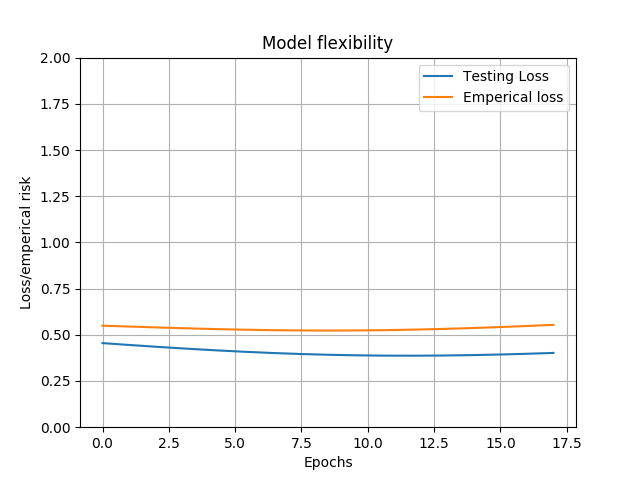 Model flexibility
Testing Loss
Emperical loss
2.00
1.75
1.50
1.25
1.00
0.75
0.50
0.25
0.00
Loss/emperical risk
0.0 2.5 5.0 7.5 10.0 12.5 15.0 17.5
Epochs